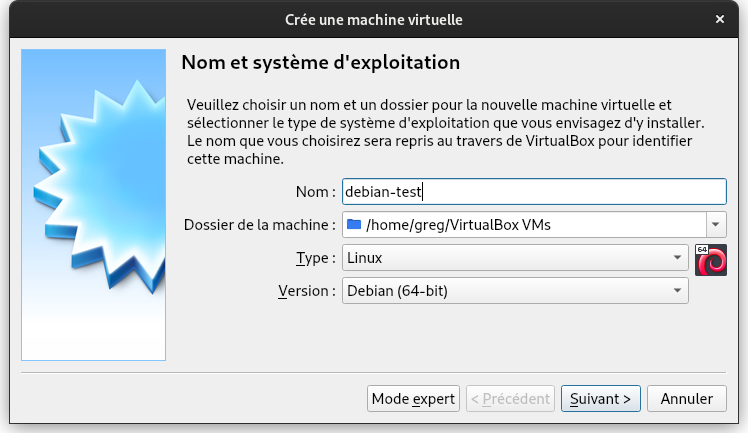 Crée une machine virtuelle
×
Nom et système d'exploitation
Veuillez choisir un nom et un dossier pour la nouvelle machine virtuelle et
sélectionner le type de système d'exploitation que vous envisagez d'y installer.
Le nom que vous choisirez sera repris au travers de VirtualBox pour identifier
cette machine.
Nom : debian-test
Dossier de la machine : /home/greg/VirtualBox VMs
Type : Linux
64
Version : Debian (64-bit)
Mode expert < Précédent Suivant > Annuler